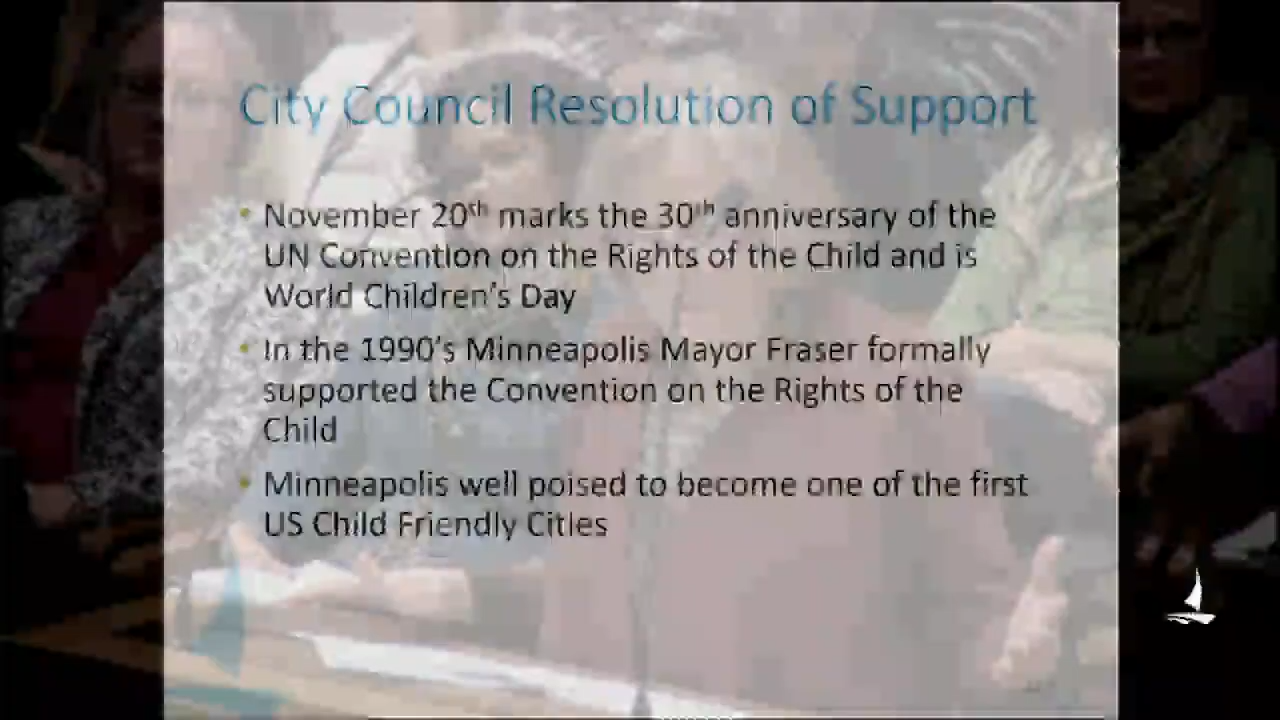 City Council Resolution of Support
• November 20th marks the 30th anniversary of the
UN Convention on the Rights of the Child and is
World Children's Day
• In the 1990's Minneapolis Mayor Fraser formally
supported the Convention on the Rights of the
Child
• Minneapolis well poised to become one of the first
US Child Friendly Cities